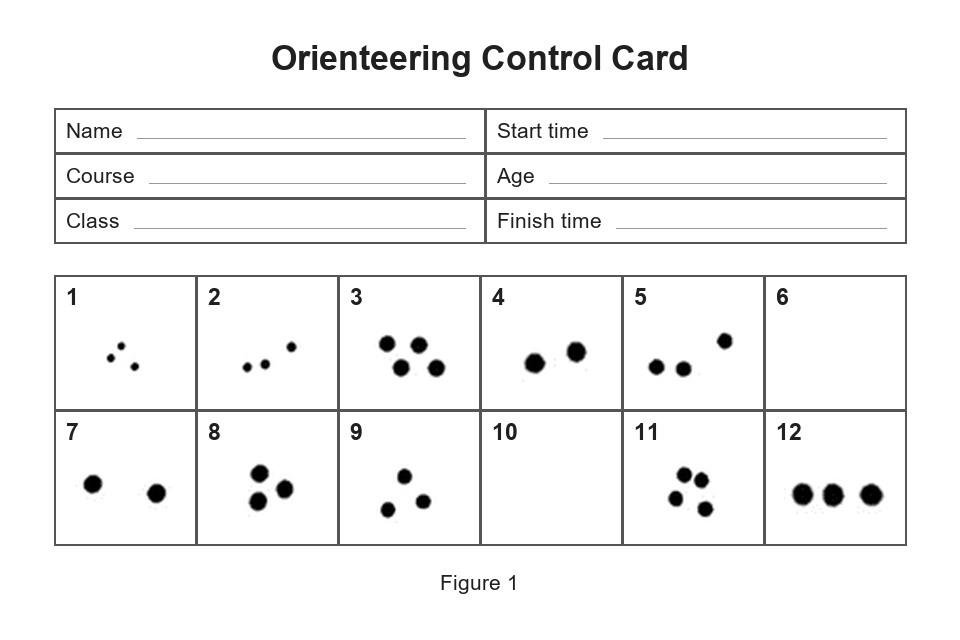 Orienteering Control Card
Name Start time
Course Age
Class Finish time
1 2 3 4 5 6
7 8 9 10 11 12
Figure 1